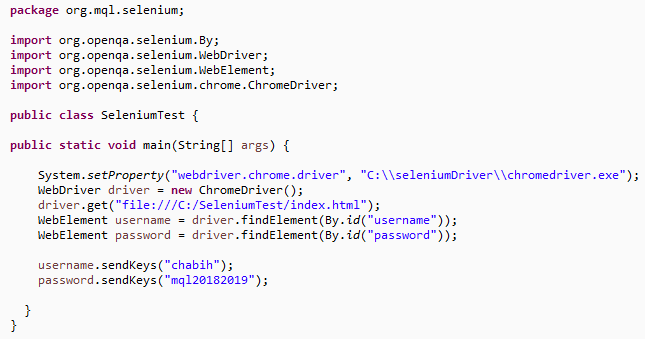 package org.mql.selenium;

import org.openqa.selenium.By;
import org.openqa.selenium.WebDriver;
import org.openqa.selenium.WebElement;
import org.openqa.selenium.chrome.ChromeDriver;

public class SeleniumTest {

public static void main(String[] args) {

    System.setProperty("webdriver.chrome.driver", "C:\\seleniumDriver\\chromedriver.exe");
    WebDriver driver = new ChromeDriver();
    driver.get("file:///C:/SeleniumTest/index.html");
    WebElement username = driver.findElement(By.id("username"));
    WebElement password = driver.findElement(By.id("password"));

    username.sendKeys("chabih");
    password.sendKeys("mql20182019");

  }
}